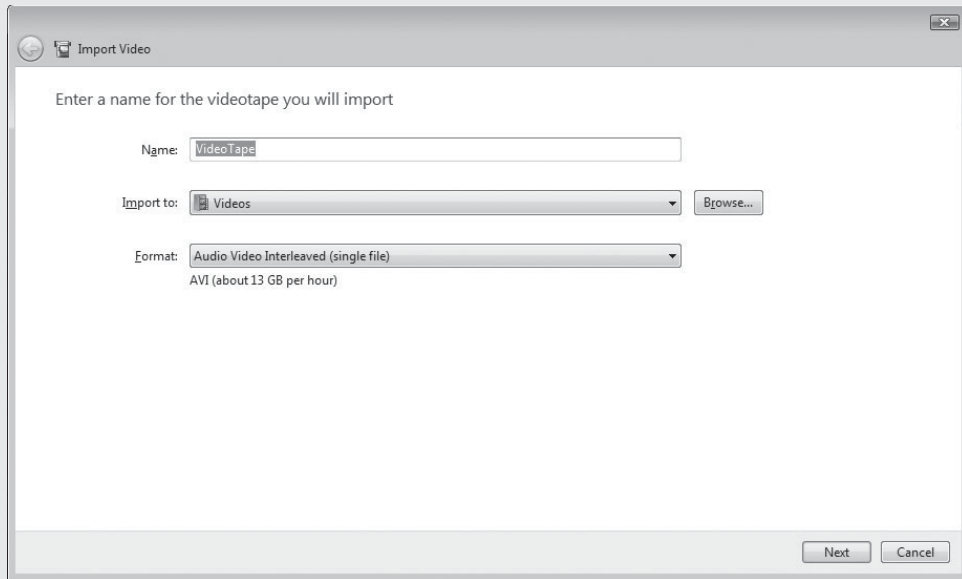 Import Video
Enter a name for the videotape you will import
Name: VideoTape
Import to: Videos Browse...
Format: Audio Video Interleaved (single file)
AVI (about 13 GB per hour)
Next Cancel